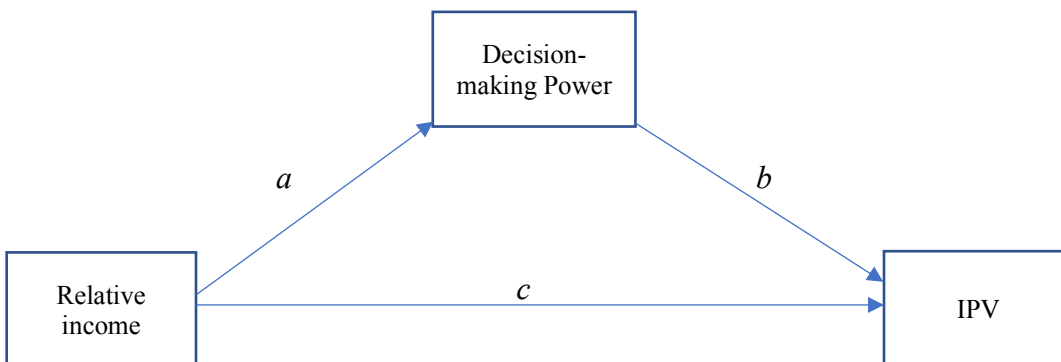 Decision-
making Power
a
b
Relative
income
c
IPV